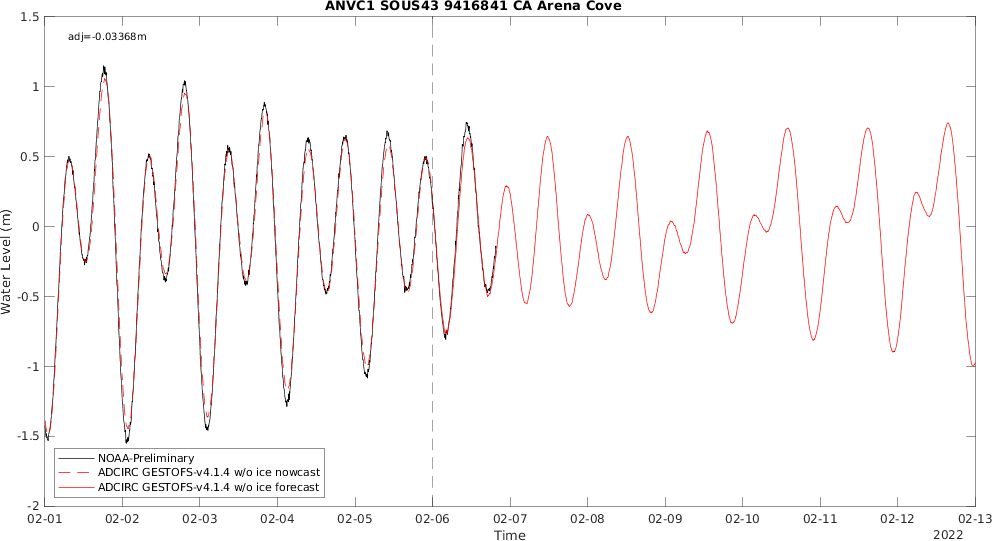 ANVC1 SOUS43 9416841 CA Arena Cove
adj=-0.03368m
1.5
1
0.5
0
-0.5
-1
-1.5
-2
Water Level (m)
NOAA-Preliminary
ADCIRC GESTOFS-v4.1.4 w/o ice nowcast
ADCIRC GESTOFS-v4.1.4 w/o ice forecast
02-01 02-02 02-03 02-04 02-05 02-06 02-07 02-08 02-09 02-10 02-11 02-12 02-13
Time
2022